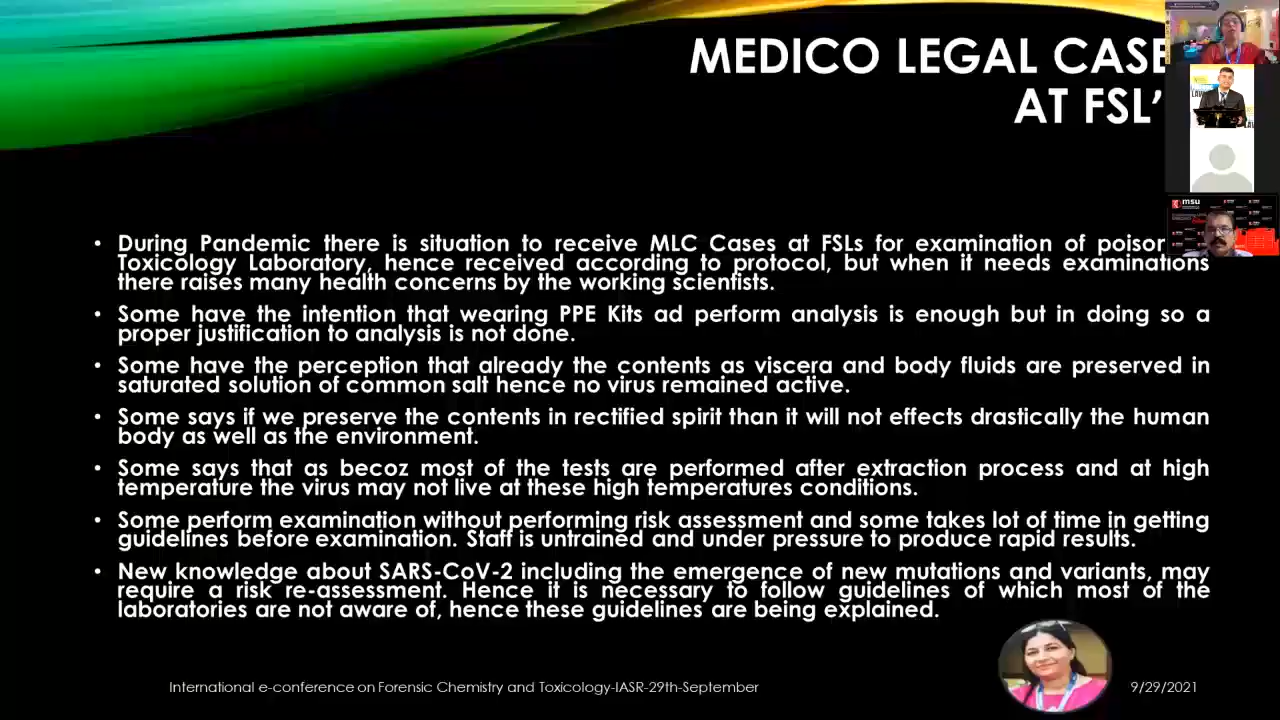 MEDICO LEGAL CASE
AT FSL'
msu
LAW
• During Pandemic there is situation to receive MLC Cases at FSLs for examination of poison
Toxicology Laboratory, hence received according to protocol, but when it needs examinations
there raises many health concerns by the working scientists.
• Some have the intention that wearing PPE Kits ad perform analysis is enough but in doing so a
proper justification to analysis is not done.
• Some have the perception that already the contents as viscera and body fluids are preserved in
saturated solution of common salt hence no virus remained active.
• Some says if we preserve the contents in rectified spirit than it will not effects drastically the human
body as well as the environment.
• Some says that as becoz most of the tests are performed after extraction process and at high
temperature the virus may not live at these high temperatures conditions.
• Some perform examination without performing risk assessment and some takes lot of time in getting
guidelines before examination. Staff is untrained and under pressure to produce rapid results.
• New knowledge about SARS-CoV-2 including the emergence of new mutations and variants, may
require a risk re-assessment. Hence it is necessary to follow guidelines of which most of the
laboratories are not aware of, hence these guidelines are being explained.
International e-conference on Forensic Chemistry and Toxicology-IASR-29th-September
9/29/2021